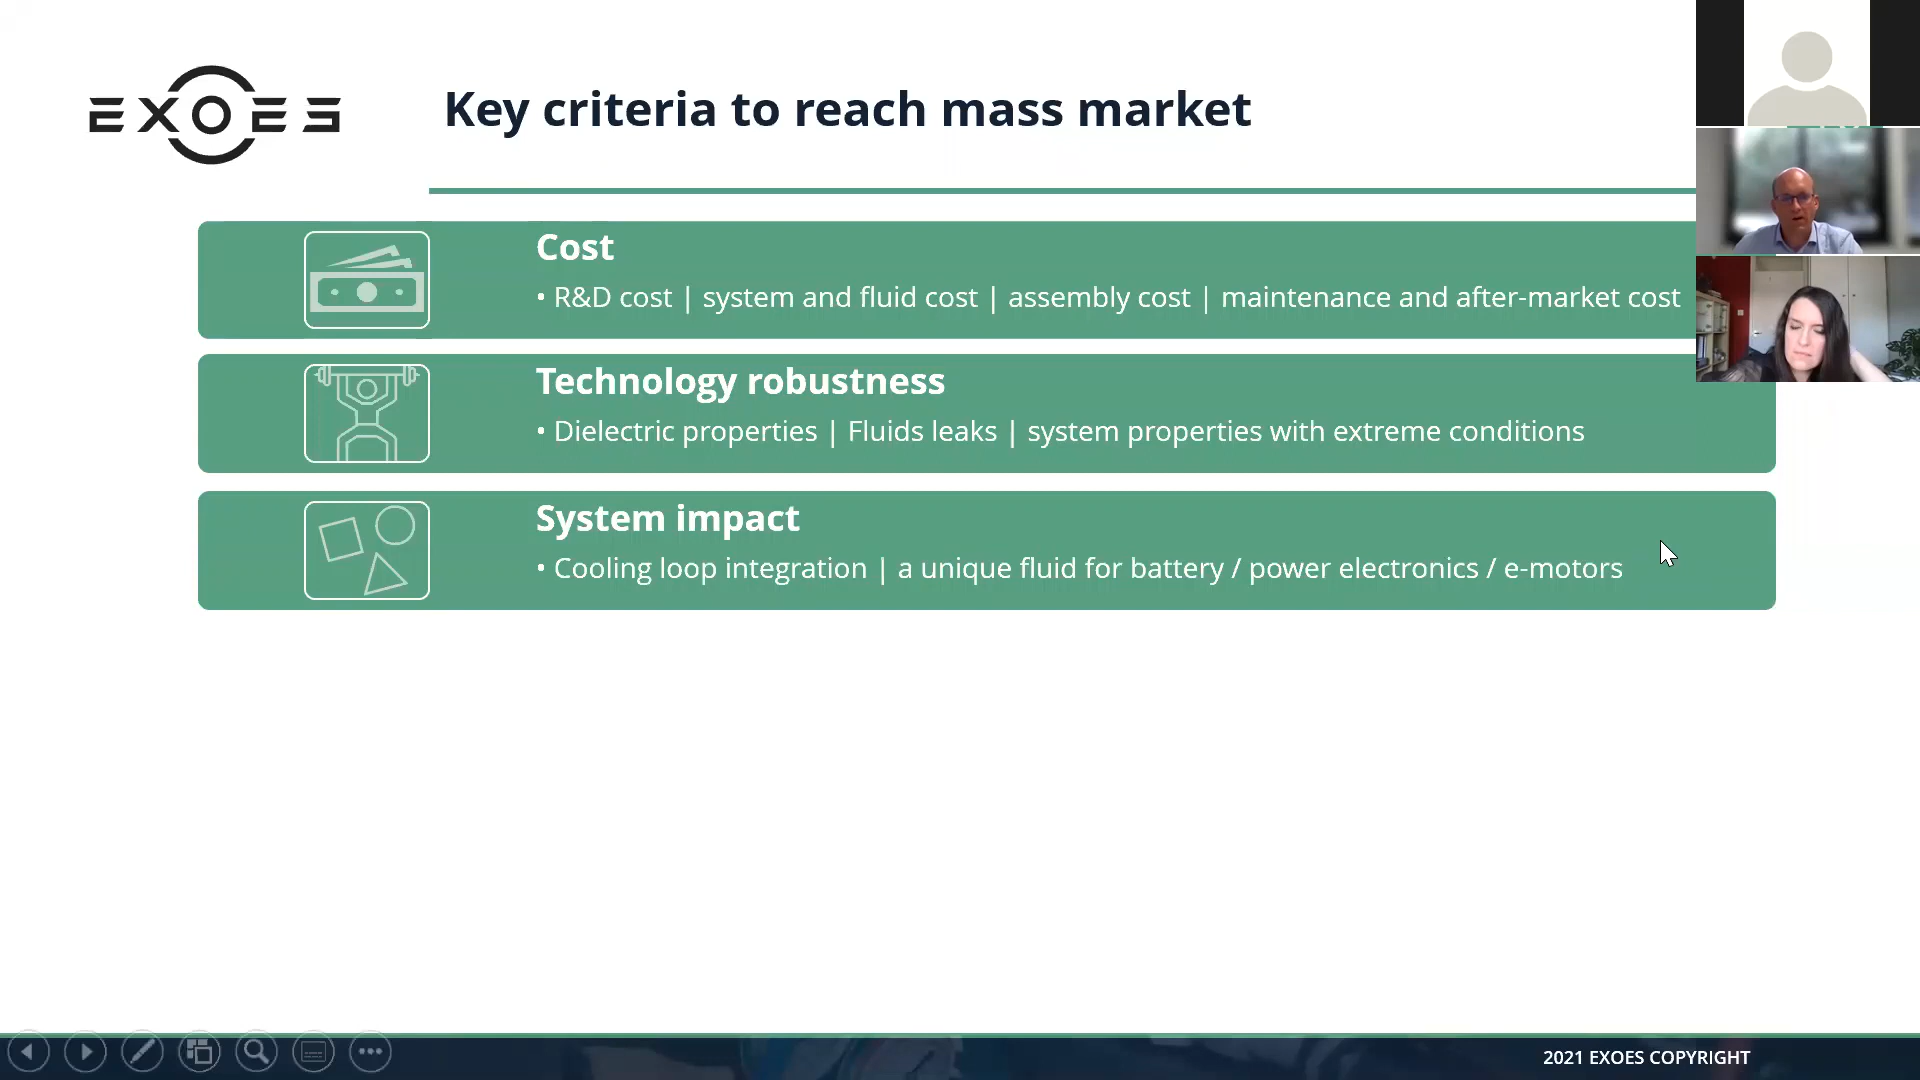 EXOES
Key criteria to reach mass market
Cost
• R&D cost | system and fluid cost | assembly cost | maintenance and after-market cost
Technology robustness
• Dielectric properties | Fluids leaks | system properties with extreme conditions
System impact
• Cooling loop integration | a unique fluid for battery / power electronics / e-motors
2021 EXOES COPYRIGHT